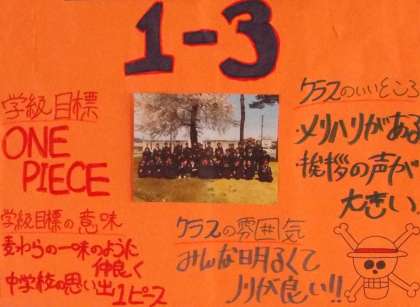 1-3
学級目標
ONE
PIECE
学級目標の意味
麦わらの一味のように
仲良く
中学校の思い出1ピース
クラスの雰囲気
みんな明るくて
ノリが良い!!
クラスのいいところ
メリハリがある
挨拶の声が
大きい。